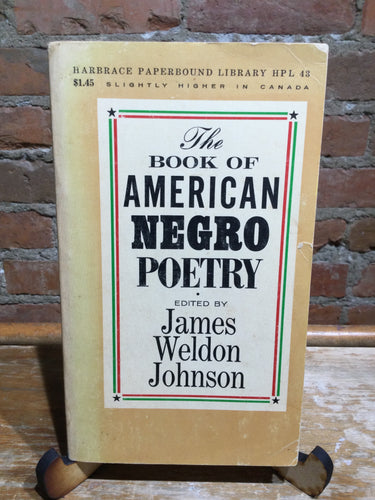 HARBRACE PAPERBOUND LIBRARY HPL 43
$1.45 SLIGHTLY HIGHER IN CANADA
The
BOOK OF
AMERICAN
NEGRO
POETRY
EDITED BY
James
Weldon
Johnson